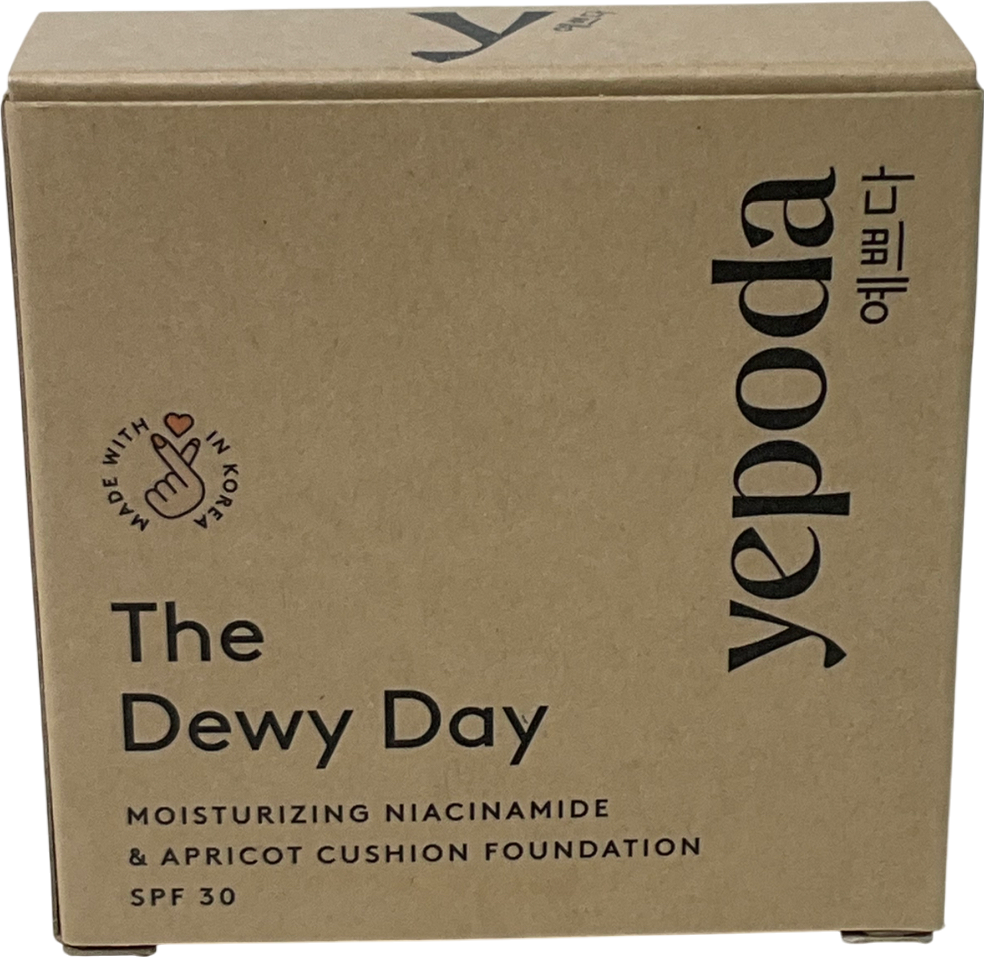 y
예쁘다
yepoda
예쁘다
MADE WITH IN KOREA
The
Dewy Day
MOISTURIZING NIACINAMIDE
& APRICOT CUSHION FOUNDATION
SPF 30